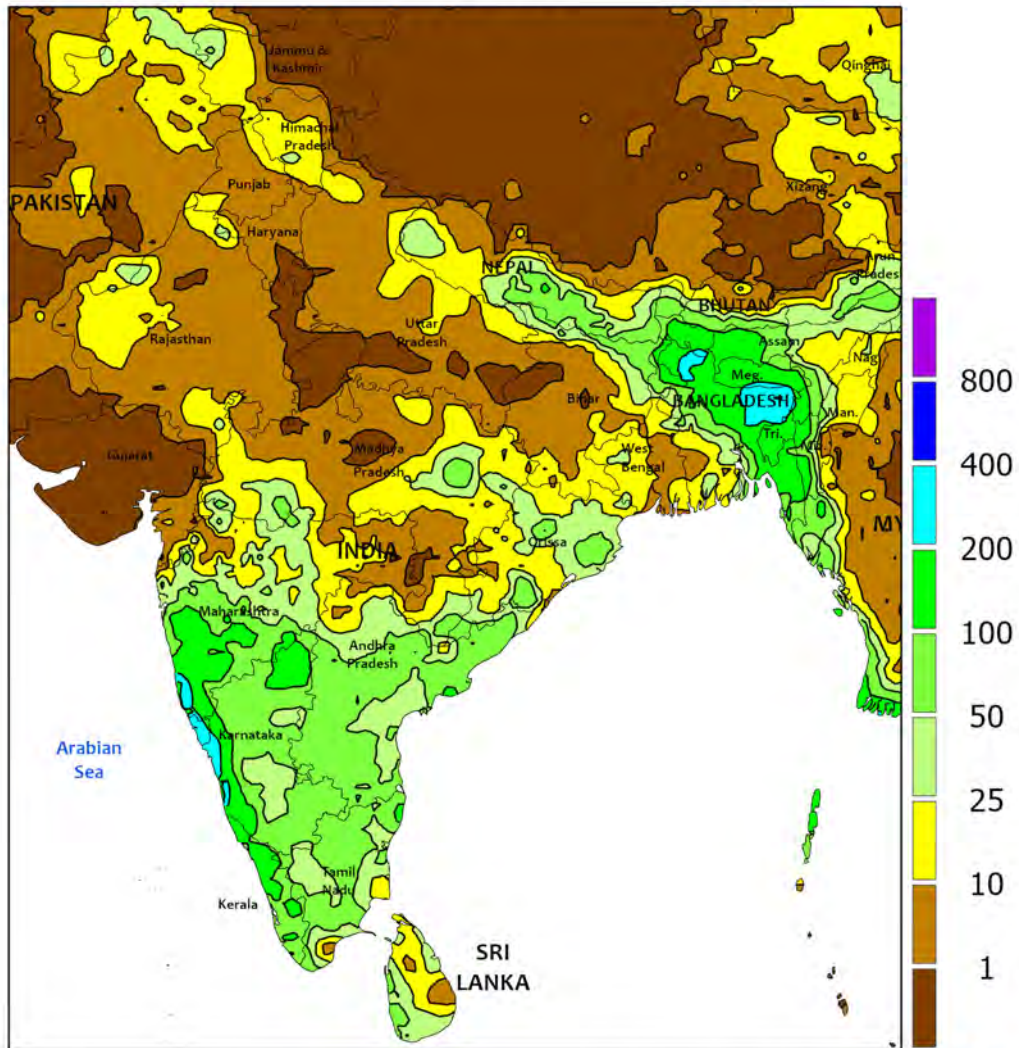 Jammu &
Kashmir
Qinghai
Himachal
Pradesh
Punjab
Xizang
PAKISTAN
Haryana
NEPAL
Arun
Pradesh
BHUTAN
Rajasthan
Uttar
Pradesh
Assam
Nag.
Meg.
800
Bihar
BANGLADESH
Man.
Tri.
Miz.
Gujarat
Madhya
Pradesh
West
Bengal
400
MY
INDIA
Orissa
200
Maharashtra
Andhra
Pradesh
100
Karnataka
50
Arabian
Sea
25
Tamil
Nadu
10
Kerala
SRI
LANKA
1